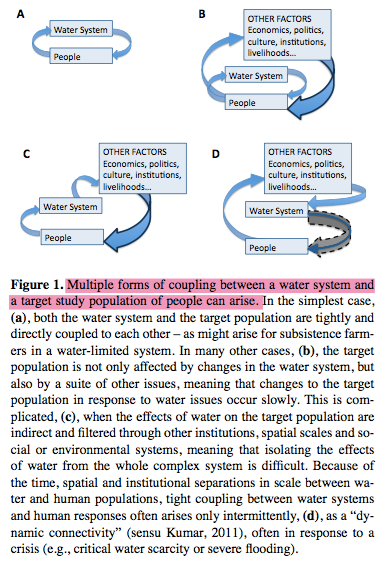 A
Water System
People
B
OTHER FACTORS
Economics, politics,
culture, institutions,
livelihoods...
Water System
People
C
OTHER FACTORS
Economics, politics,
culture, institutions,
livelihoods...
Water System
People
D
OTHER FACTORS
Economics, politics,
culture, institutions,
livelihoods...
Water System
People
Figure 1. Multiple forms of coupling between a water system and
a target study population of people can arise. In the simplest case,
(a), both the water system and the target population are tightly and
directly coupled to each other – as might arise for subsistence farm-
ers in a water-limited system. In many other cases, (b), the target
population is not only affected by changes in the water system, but
also by a suite of other issues, meaning that changes to the target
population in response to water issues occur slowly. This is com-
plicated, (c), when the effects of water on the target population are
indirect and filtered through other institutions, spatial scales and so-
cial or environmental systems, meaning that isolating the effects
of water from the whole complex system is difficult. Because of
the time, spatial and institutional separations in scale between wa-
ter and human populations, tight coupling between water systems
and human responses often arises only intermittently, (d), as a “dy-
namic connectivity” (sensu Kumar, 2011), often in response to a
crisis (e.g., critical water scarcity or severe flooding).